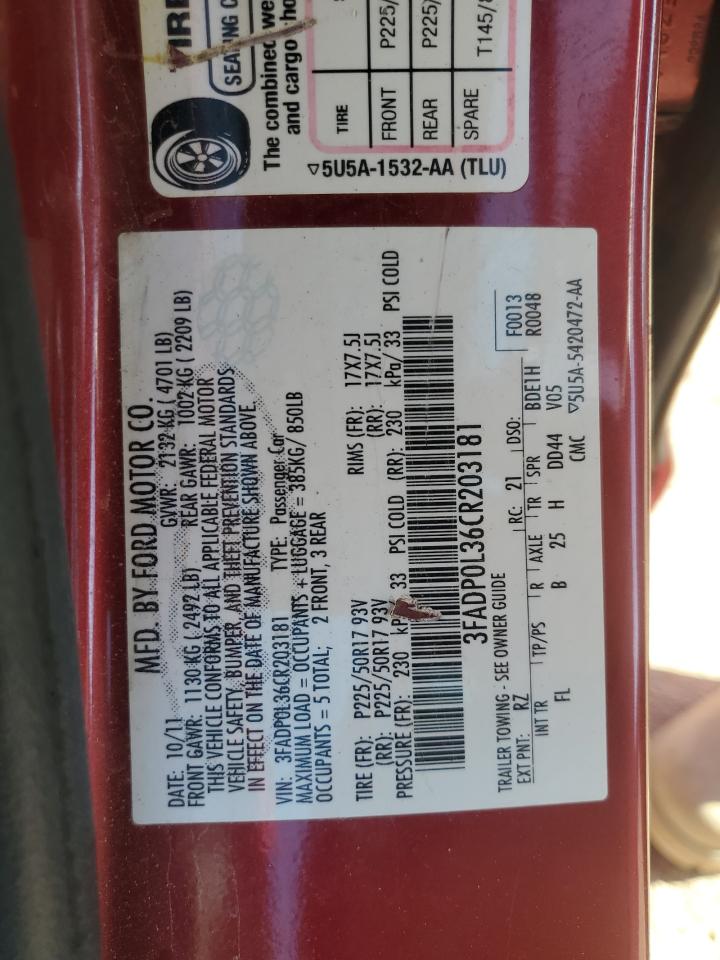 TIRE
SEATING C
The combined we
and cargo sho
TIRE
FRONT P225/
REAR P225/
SPARE T145/8
▽5U5A-1532-AA (TLU)
MFD. BY FORD MOTOR CO.
DATE: 10/11 GVWR: 2132 KG ( 4701 LB)
FRONT GAWR: 1130 KG ( 2492 LB) REAR GAWR: 1002 KG ( 2209 LB)
THIS VEHICLE CONFORMS TO ALL APPLICABLE FEDERAL MOTOR
VEHICLE SAFETY, BUMPER, AND THEFT PREVENTION STANDARDS
IN EFFECT ON THE DATE OF MANUFACTURE SHOWN ABOVE.
VIN: 3FADP0L36CR203181 TYPE: Passenger Car
MAXIMUM LOAD = OCCUPANTS + LUGGAGE = 385KG/ 850LB
OCCUPANTS = 5 TOTAL; 2 FRONT, 3 REAR
TIRE (FR): P225/50R17 93V RIMS (FR): 17X7.5J
(RR): P225/50R17 93V (RR): 17X7.5J
PRESSURE (FR): 230 kPa/ 33 PSI COLD (RR): 230 kPa/ 33 PSI COLD
3FADP0L36CR203181
TRAILER TOWING - SEE OWNER GUIDE
EXT PNT: RZ RC: 21 DSO: F0013
R0048
INT TR TP/PS R AXLE TR SPR BDE1H
FL B 25 H DD44 V05
CMC ▽5U5A-5420472-AA